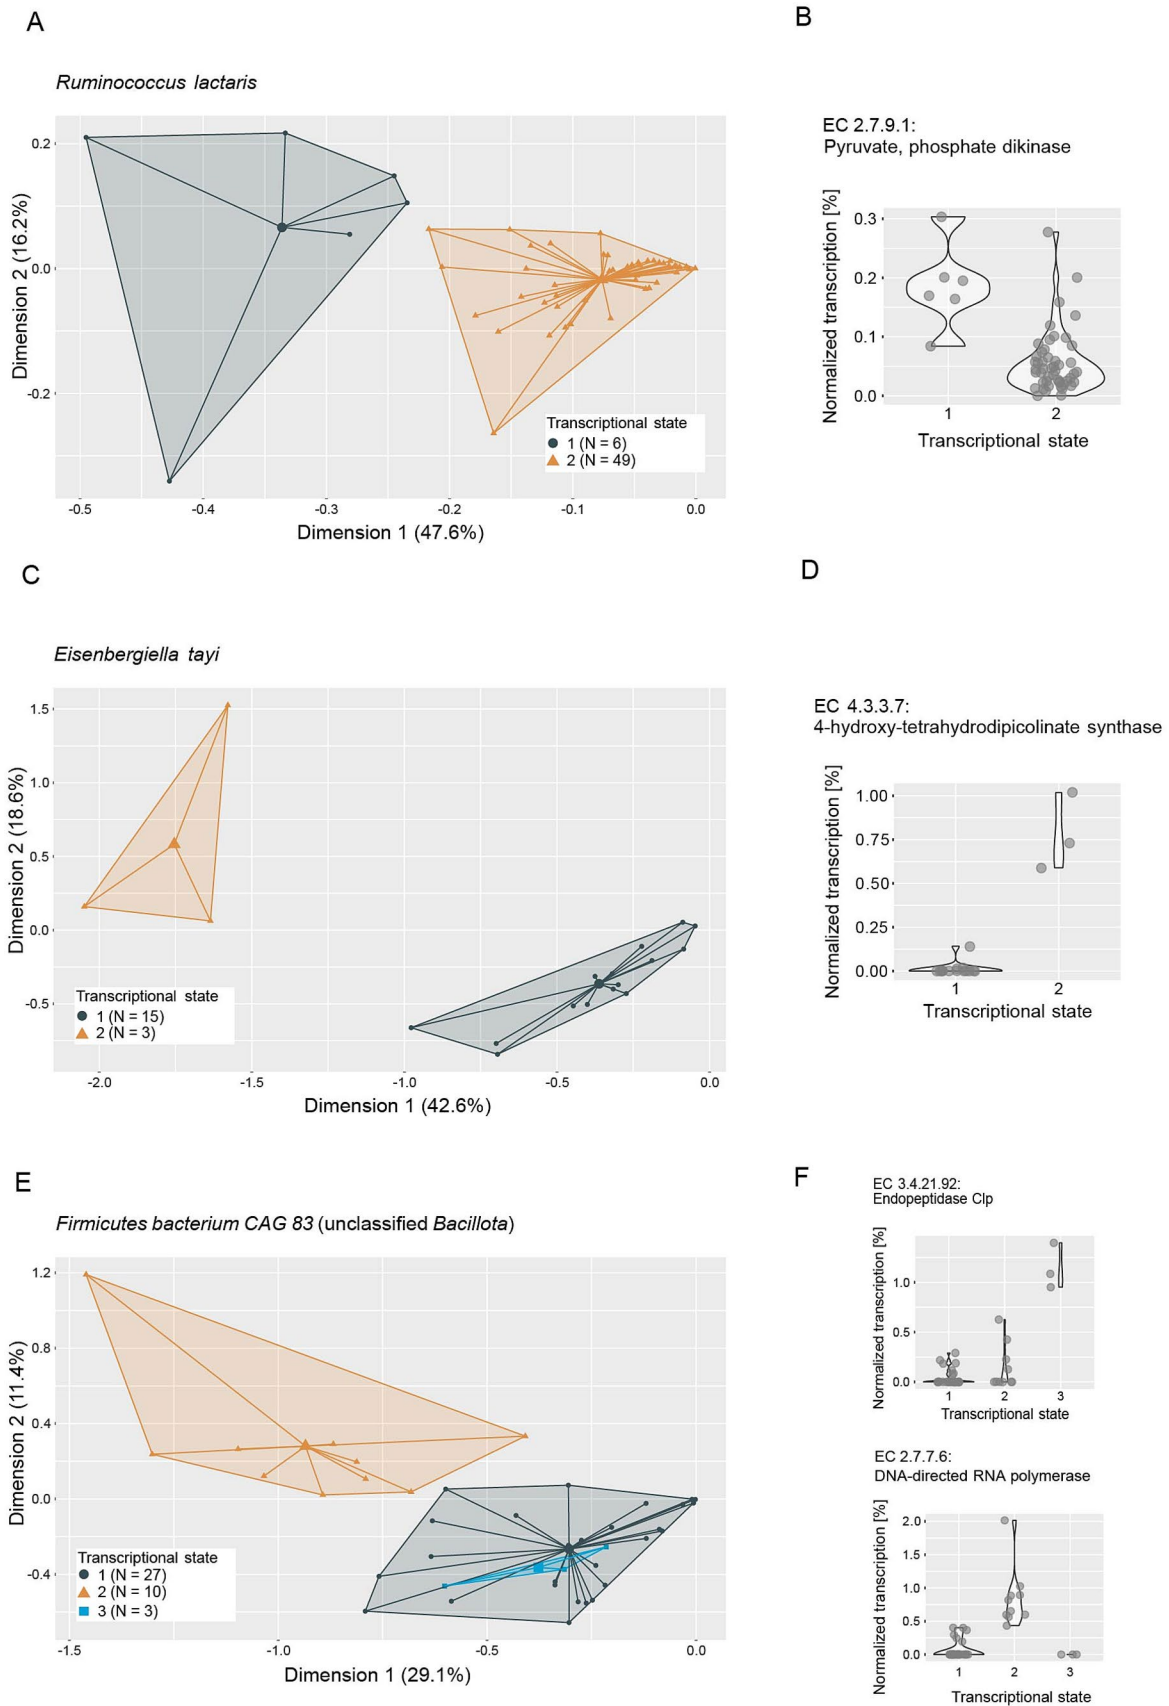 A
Ruminococcus lactaris
0.2
0.0
-0.2
Dimension 2 (16.2%)
Transcriptional state
1 (N = 6)
2 (N = 49)
-0.5
-0.4
-0.3
-0.2
-0.1
0.0
Dimension 1 (47.6%)
B
EC 2.7.9.1:
Pyruvate, phosphate dikinase
Normalized transcription [%]
0.3
0.2
0.1
0.0
1
2
Transcriptional state
C
Eisenbergiella tayi
Dimension 2 (18.6%)
1.5
1.0
0.5
0.0
-0.5
Transcriptional state
1 (N = 15)
2 (N = 3)
-2.0
-1.5
-1.0
-0.5
0.0
Dimension 1 (42.6%)
D
EC 4.3.3.7:
4-hydroxy-tetrahydrodipicolinate synthase
Normalized transcription [%]
1.00
0.75
0.50
0.25
0.00
1
2
Transcriptional state
E
Firmicutes bacterium CAG 83 (unclassified Bacillota)
Dimension 2 (11.4%)
1.2
0.8
0.4
0.0
-0.4
Transcriptional state
1 (N = 27)
2 (N = 10)
3 (N = 3)
-1.5
-1.0
-0.5
0.0
Dimension 1 (29.1%)
F
EC 3.4.21.92:
Endopeptidase Clp
Normalized transcription [%]
1.0
0.5
0.0
1
2
3
Transcriptional state
EC 2.7.7.6:
DNA-directed RNA polymerase
Normalized transcription [%]
2.0
1.5
1.0
0.5
0.0
1
2
3
Transcriptional state